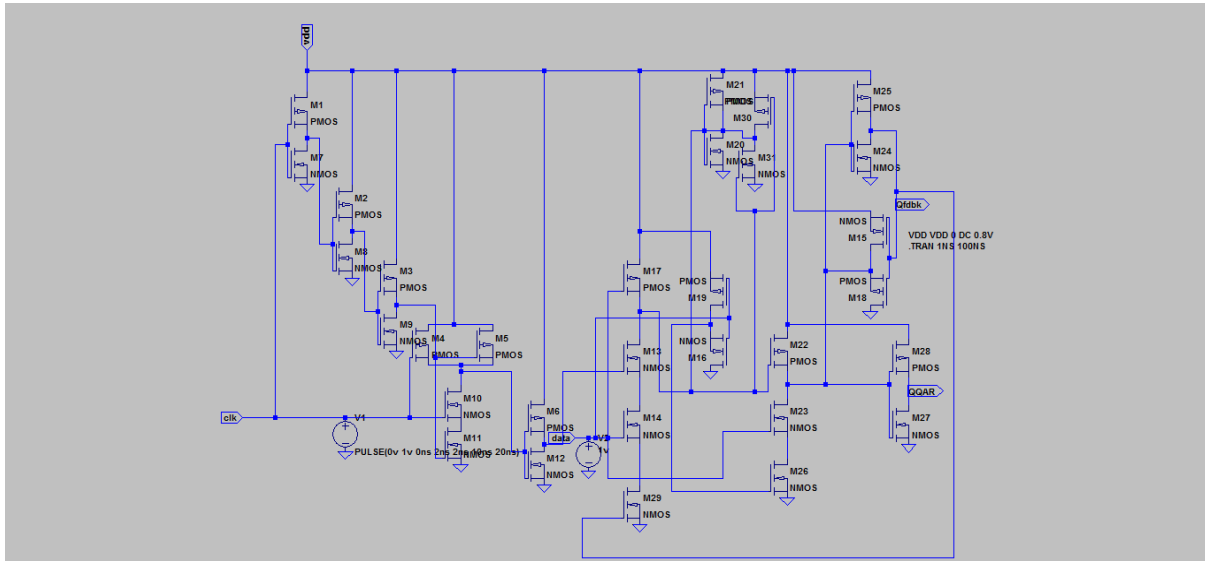 vdd
M1
PMOS
M7
NMOS
M2
PMOS
M8
NMOS
M3
PMOS
M9
NMOS
M4
PMOS
M5
PMOS
M10
NMOS
M11
NMOS
clk
V1
PULSE(0v 1v 0ns 2ns 2ns 10ns 20ns)
M6
PMOS
M12
NMOS
data
1v
M17
PMOS
M13
NMOS
M14
NMOS
M29
NMOS
PMOS
M19
NMOS
M16
M21
PMOS
M30
M20
NMOS
M31
NMOS
M22
PMOS
M23
NMOS
M26
NMOS
M25
PMOS
M24
NMOS
Qfdbk
NMOS
M15
PMOS
M18
VDD VDD 0 DC 0.8V
.TRAN 1NS 100NS
M28
PMOS
QQAR
M27
NMOS